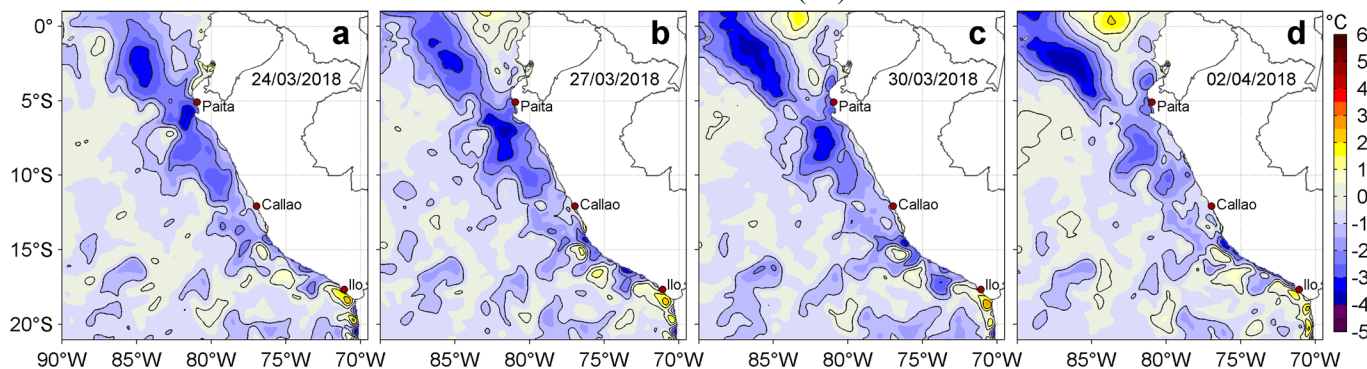 a
24/03/2018
Paita
Callao
Ilo
b
27/03/2018
Paita
Callao
Ilo
c
30/03/2018
Paita
Callao
Ilo
d
02/04/2018
Paita
Callao
Ilo
°C
6
5
4
3
2
1
0
-1
-2
-3
-4
-5
0°
5°S
10°S
15°S
20°S
90°W 85°W 80°W 75°W 70°W
85°W 80°W 75°W 70°W
85°W 80°W 75°W 70°W
85°W 80°W 75°W 70°W